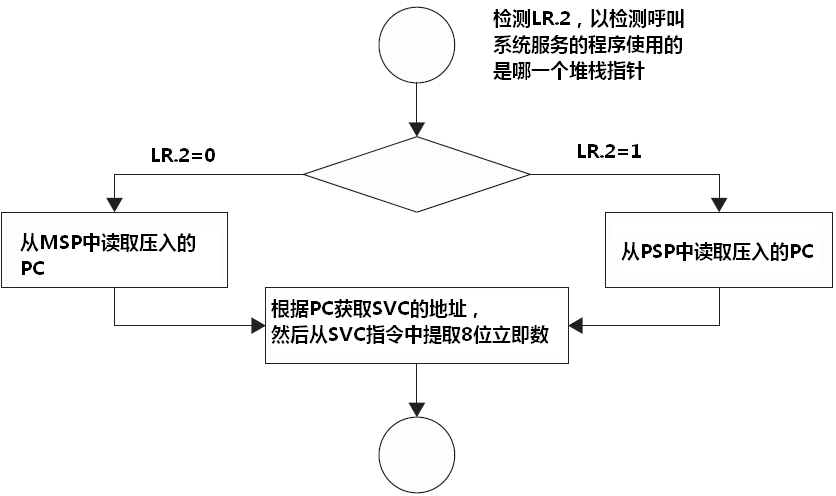 检测LR.2，以检测呼叫
系统服务的程序使用的
是哪一个堆栈指针
LR.2=0
LR.2=1
从MSP中读取压入的
PC
从PSP中读取压入的PC
根据PC获取SVC的地址，
然后从SVC指令中提取8位立即数